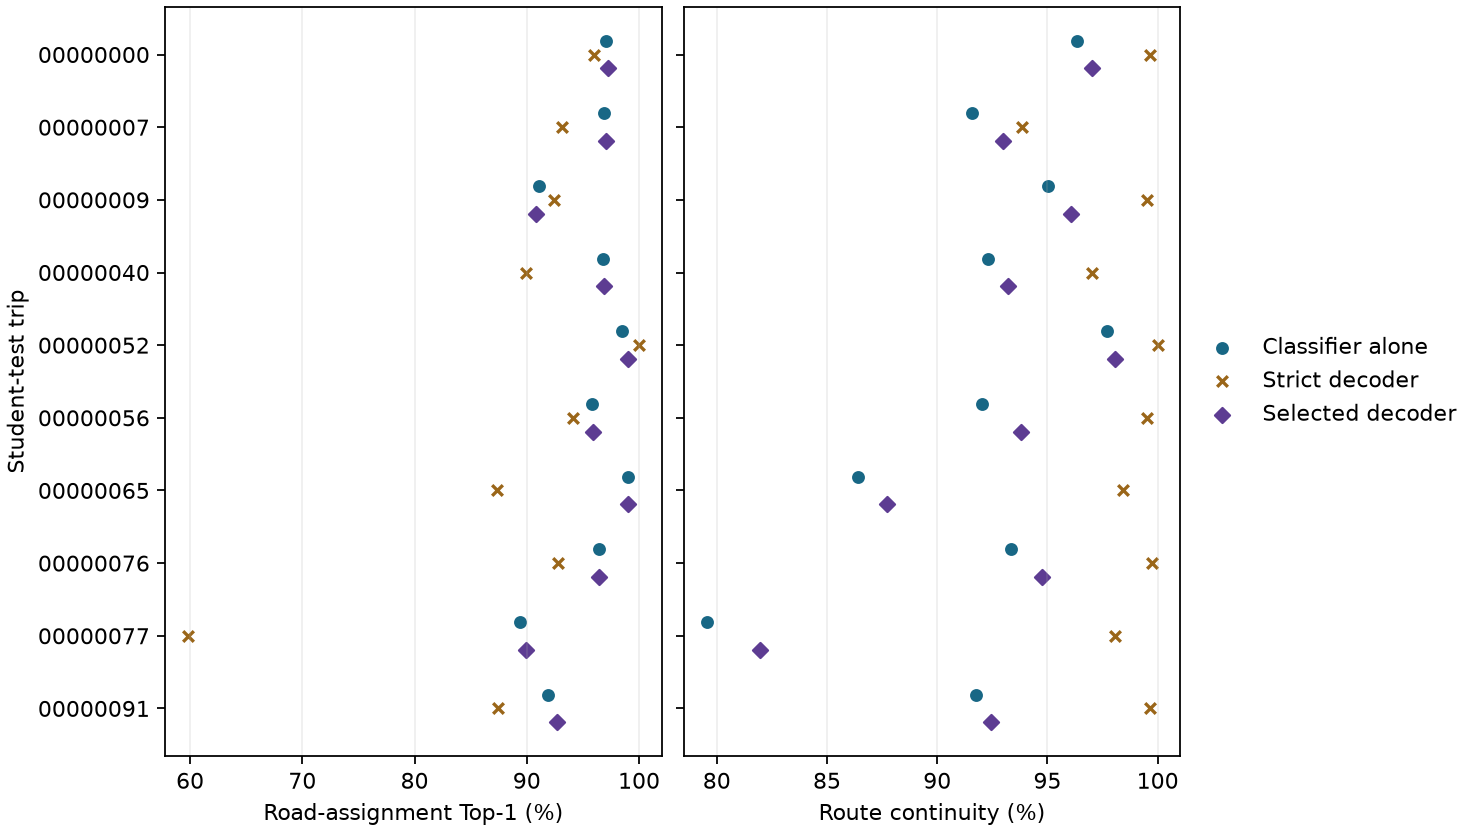 Student-test trip
00000000
00000007
00000009
00000040
00000052
00000056
00000065
00000076
00000077
00000091
60 70 80 90 100
Road-assignment Top-1 (%)
80 85 90 95 100
Route continuity (%)
Classifier alone
Strict decoder
Selected decoder